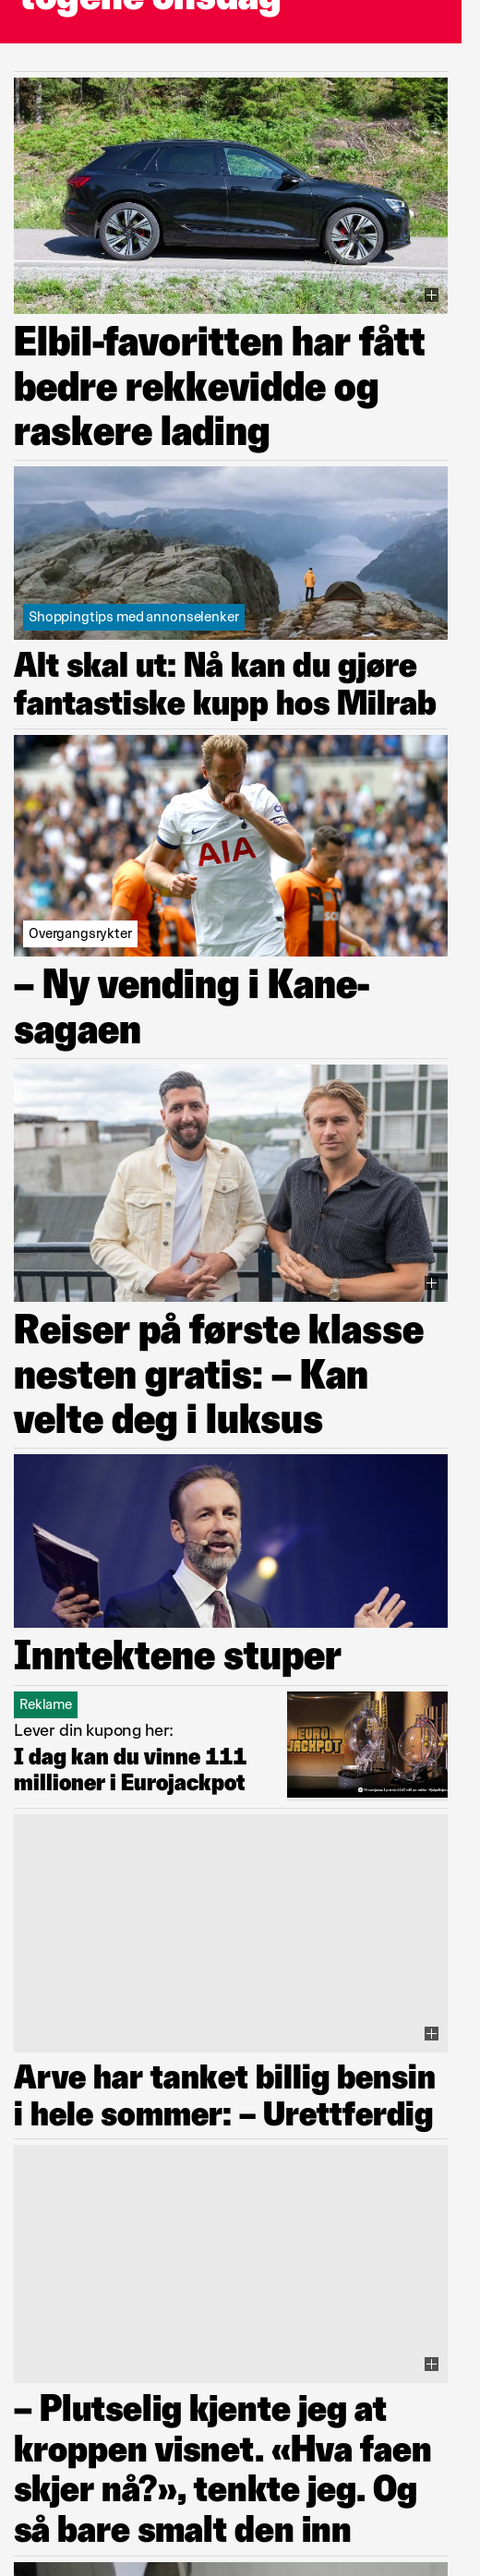 togene onsdag
Elbil-favoritten har fått
bedre rekkevidde og
raskere lading
Shoppingtips med annonselenker
Alt skal ut: Nå kan du gjøre
fantastiske kupp hos Milrab
AIA
Overgangsrykter
– Ny vending i Kane-
sagaen
Reiser på første klasse
nesten gratis: – Kan
velte deg i luksus
Inntektene stuper
Reklame
Lever din kupong her:
I dag kan du vinne 111
millioner i Eurojackpot
EURO
JACKPOT
Arve har tanket billig bensin
i hele sommer: – Urettferdig
– Plutselig kjente jeg at
kroppen visnet. «Hva faen
skjer nå?», tenkte jeg. Og
så bare smalt den inn